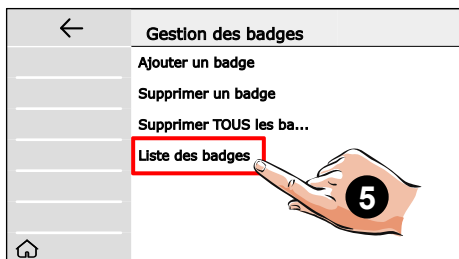 Gestion des badges
Ajouter un badge
Supprimer un badge
Supprimer TOUS les ba...
Liste des badges
5